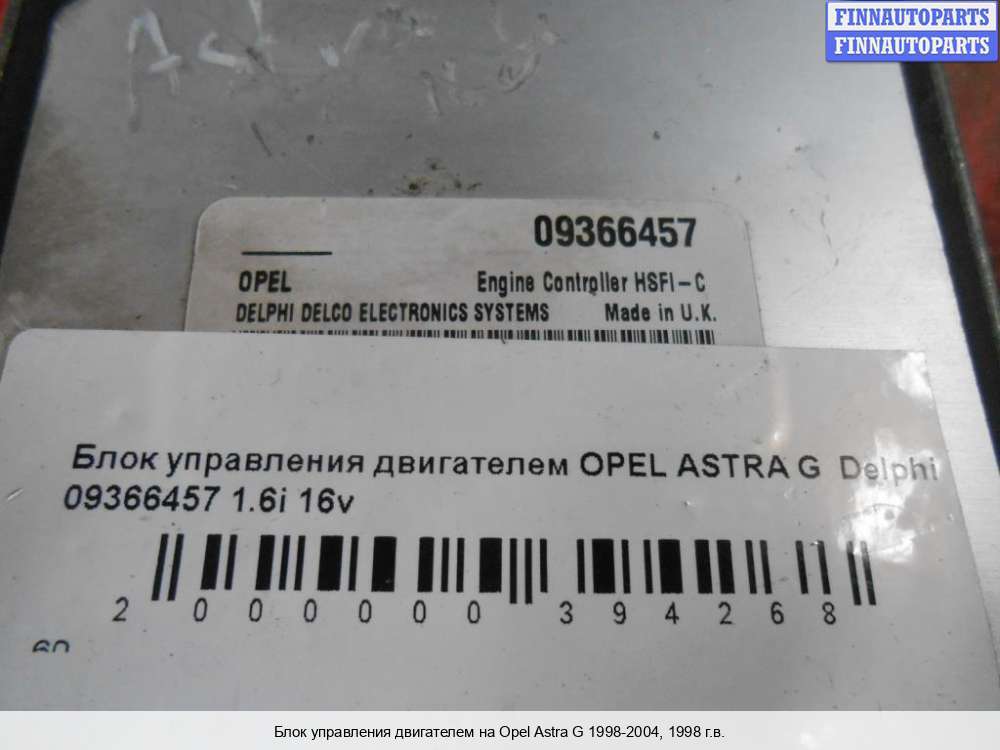 FINNAUTOPARTS
FINNAUTOPARTS
09366457
OPEL Engine Controller HSFI-C
DELPHI DELCO ELECTRONICS SYSTEMS Made in U.K.
Блок управления двигателем OPEL ASTRA G Delphi
09366457 1.6i 16v
2 000000 394268
Блок управления двигателем на Opel Astra G 1998-2004, 1998 г.в.